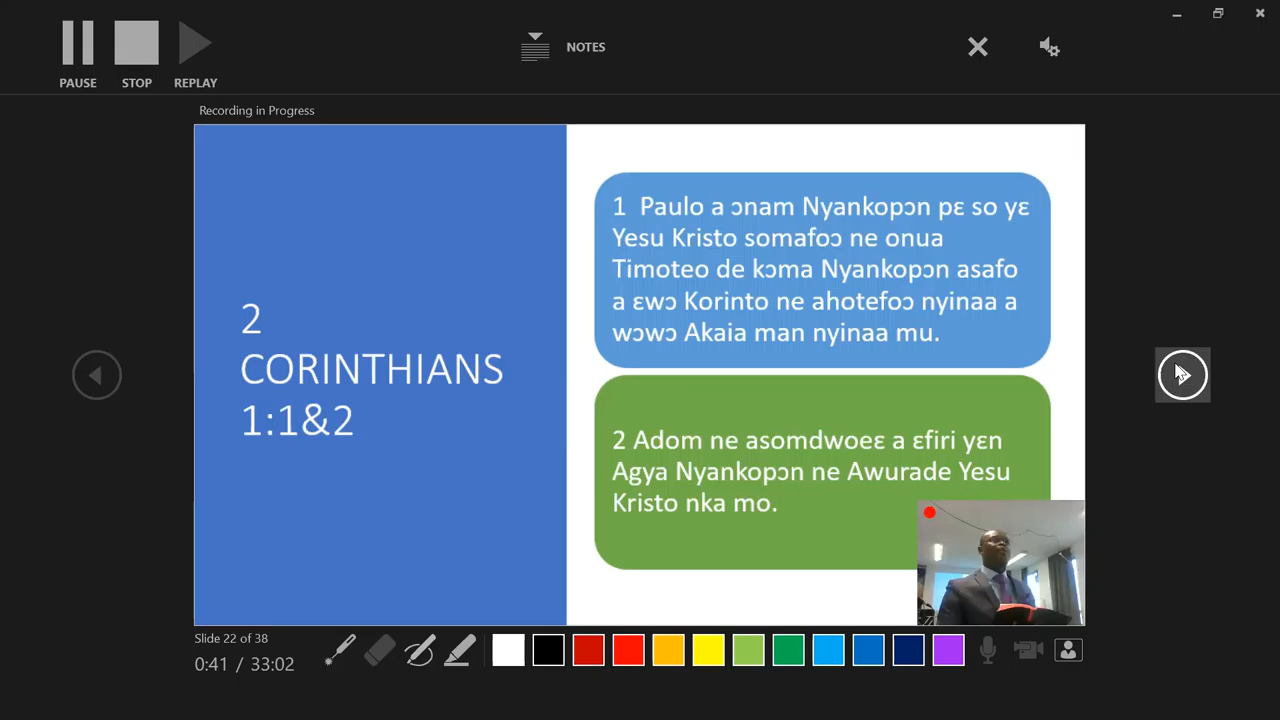 PAUSE
STOP
REPLAY
NOTES
Recording in Progress
2
CORINTHIANS
1:1&2
1 Paulo a ɔnam Nyankopɔn pɛ so yɛ
Yesu Kristo somafoɔ ne onua
Timoteo de kɔma Nyankopɔn asafo
a ɛwɔ Korinto ne ahotefoɔ nyinaa a
wɔwɔ Akaia man nyinaa mu.
2 Adom ne asomdwoeɛ a ɛfiri yɛn
Agya Nyankopɔn ne Awurade Yesu
Kristo nka mo.
Slide 22 of 38
0:41 / 33:02